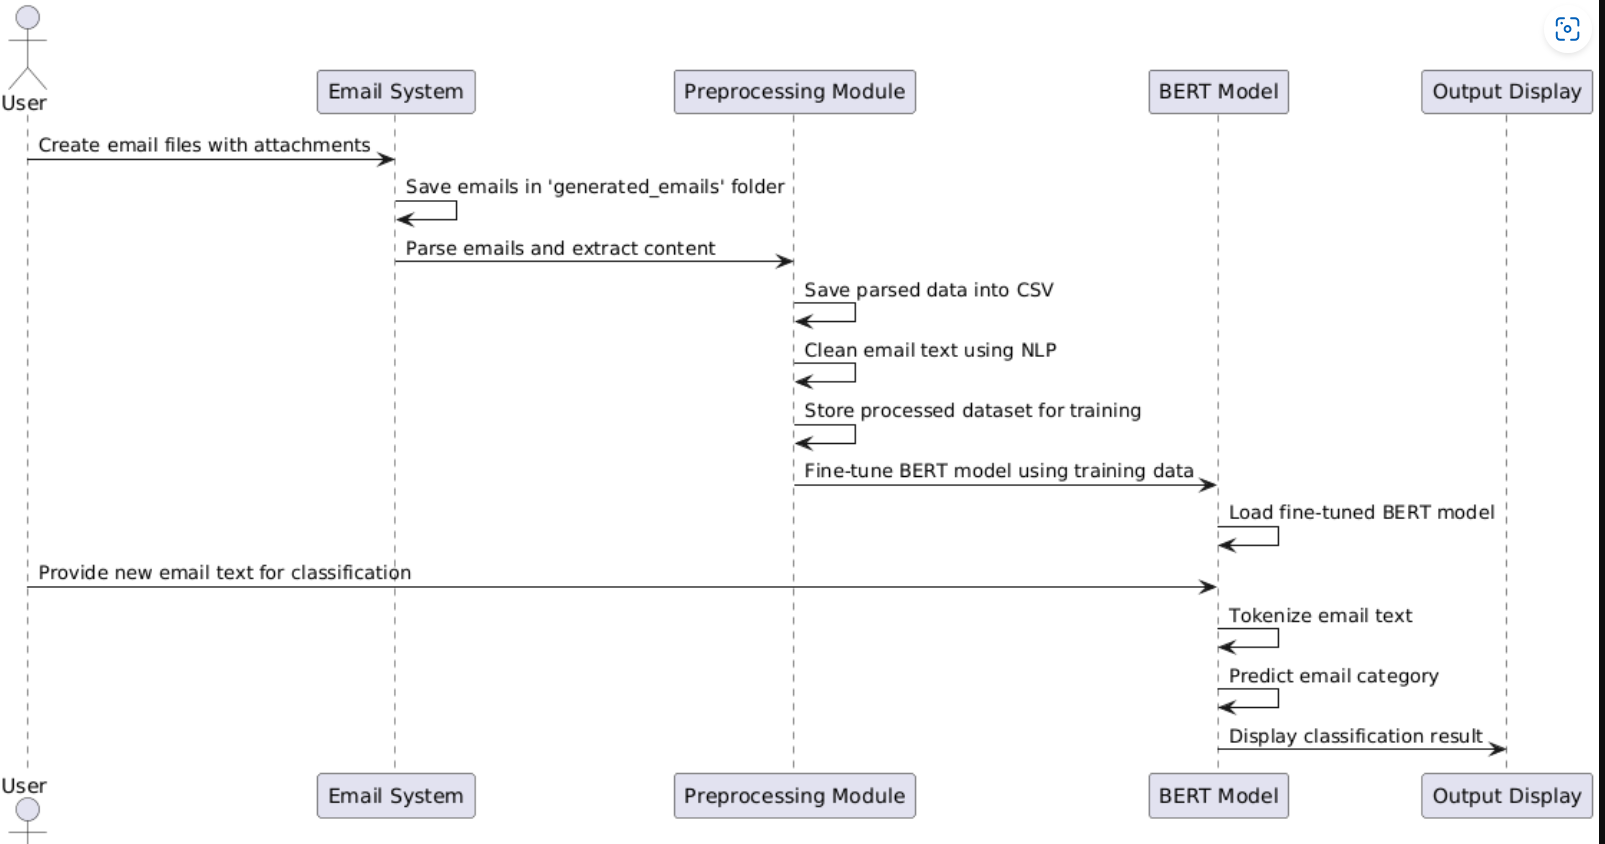 User
Email System
Preprocessing Module
BERT Model
Output Display
Create email files with attachments
Save emails in 'generated_emails' folder
Parse emails and extract content
Save parsed data into CSV
Clean email text using NLP
Store processed dataset for training
Fine-tune BERT model using training data
Load fine-tuned BERT model
Provide new email text for classification
Tokenize email text
Predict email category
Display classification result
User
Email System
Preprocessing Module
BERT Model
Output Display